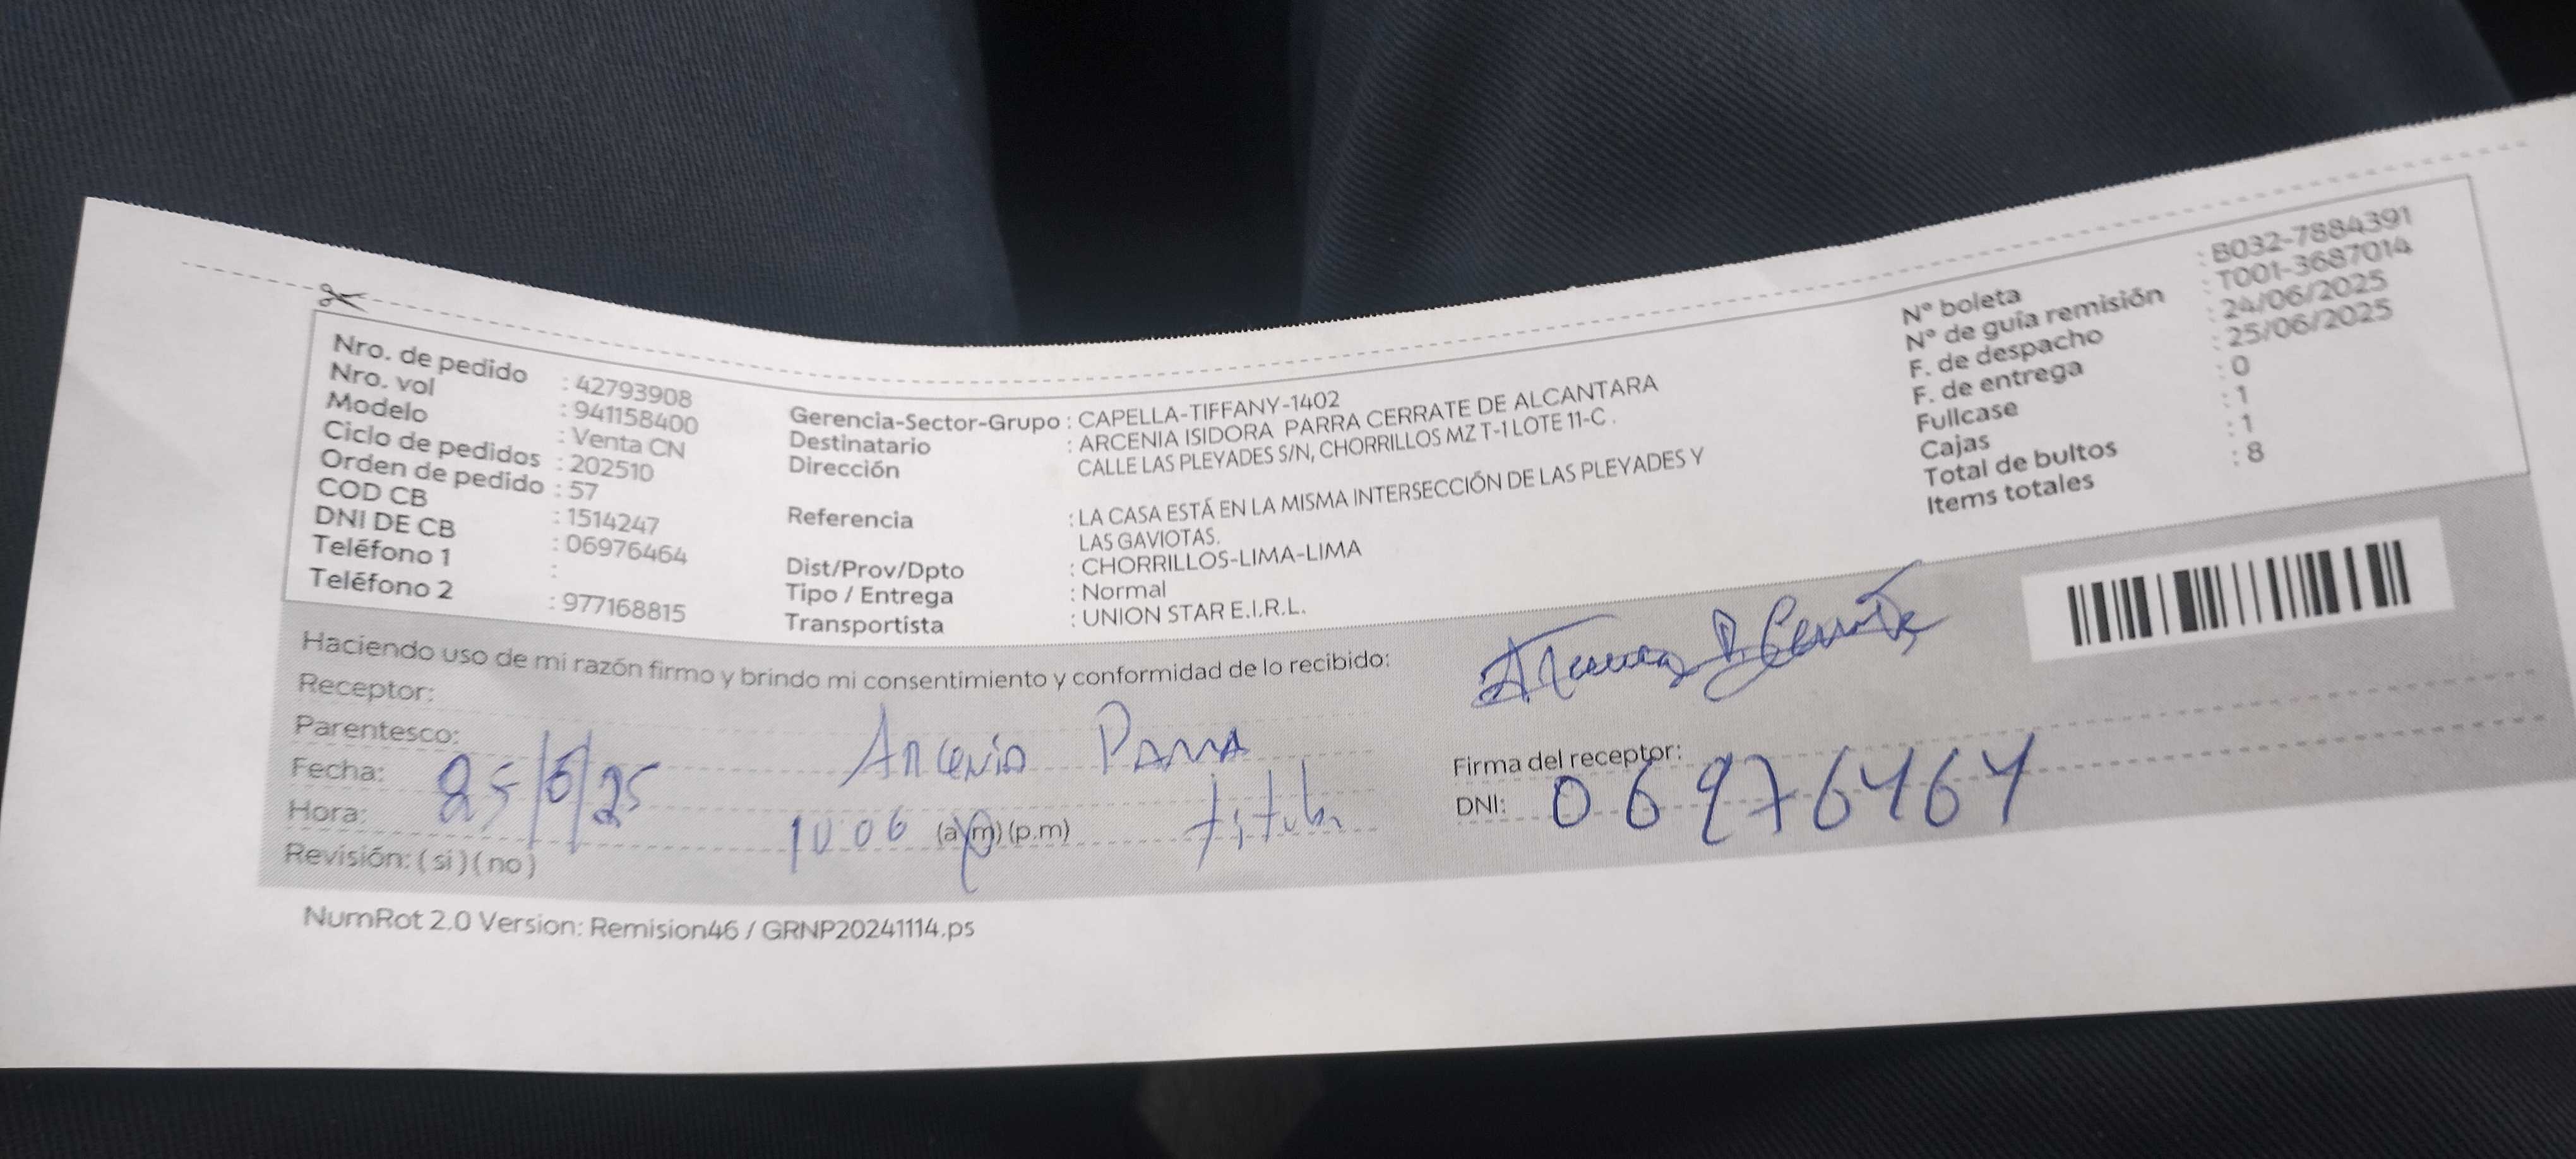 Nro. de pedido : 42793908
Nro. vol : 941158400
Modelo : Venta CN
Ciclo de pedidos : 202510
Orden de pedido : 57
COD CB : 1514247
DNI DE CB : 06976464
Teléfono 1 :
Teléfono 2 : 977168815
Gerencia-Sector-Grupo : CAPELLA-TIFFANY-1402
Destinatario : ARCENIA ISIDORA PARRA CERRATE DE ALCANTARA
Dirección : CALLE LAS PLEYADES S/N, CHORRILLOS MZ T-1 LOTE 11-C .
Referencia : LA CASA ESTÁ EN LA MISMA INTERSECCIÓN DE LAS PLEYADES Y
LAS GAVIOTAS.
Dist/Prov/Dpto : CHORRILLOS-LIMA-LIMA
Tipo / Entrega : Normal
Transportista : UNION STAR E.I.R.L.
N° boleta : B032-7884391
N° de guía remisión : T001-3687014
F. de despacho : 24/06/2025
F. de entrega : 25/06/2025
Fullcase : 0
Cajas : 1
Total de bultos : 1
Items totales : 8
Haciendo uso de mi razón firmo y brindo mi consentimiento y conformidad de lo recibido:
Receptor: Arcenia Parra
Parentesco: titular
Fecha: 25/6/25
Hora: 10:06 (a.m) (p.m)
Revisión: ( si ) ( no )
Firma del receptor:
DNI: 06976464
NumRot 2.0 Version: Remision46 / GRNP20241114.ps